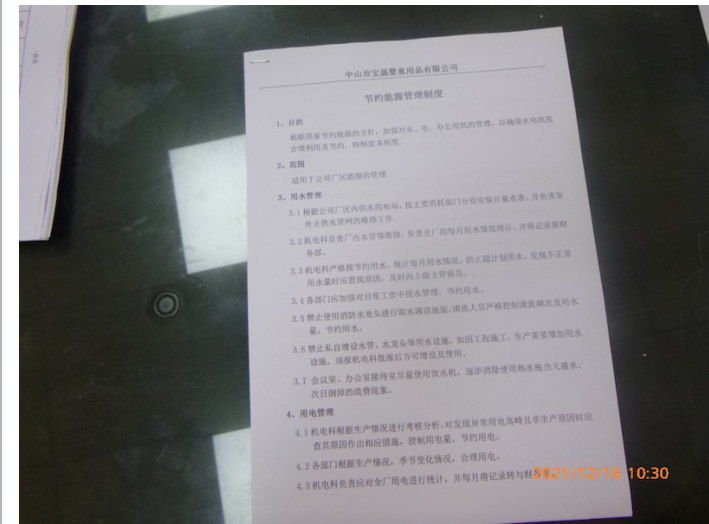 中山市宝晟婴童用品有限公司
节约能源管理制度
1、目的
根据国家节约能源的方针，加强对水、电、办公用纸的管理，以确保水电纸张
合理利用及节约，特制定本制度.
2、范围
适用于公司厂区能源的管理.
3、用水管理
3.1根据公司厂区内供水的布局，按主要消耗部门分别安装计量水表，并负责室
外主供水管网的维修工作.
3.2机电科负责厂内水管等维修、负责全厂的每月用水情况统计，并将记录报财
务部。
3.3机电科严格按节约用水，统计每月用水情况，防止超计划用水，发现不正常
用水量时应查找原因，及时向上级主管报告。
3.4各部门应加强对日常工作中用水管理，节约用水。
3.5禁止使用消防水龙头进行取水清洁地面，清洗人员严格控制清洗频次及用水
量，节约用水。
3.6禁止私自增设水管，水龙头等用水设施，如因工程施工，生产需要增加用水
设施，须报机电科批准后方可增设及使用。
3.7 会议室、办公室接待室尽量使用饮水机，逐步消除使用热水瓶当天盛水，
次日倒掉的浪费现象。
4、用电管理
4.1机电科根据生产情况进行考核分析，对发现异常用电高峰且非生产原因时应
查其原因作出相应措施，控制用电量，节约用电。
4.2各部门根据生产情况，季节变化情况，合理用电。
4.3机电科负责应对全厂用电进行统计，并每月将记录转与财务
2021/12/16 10:30